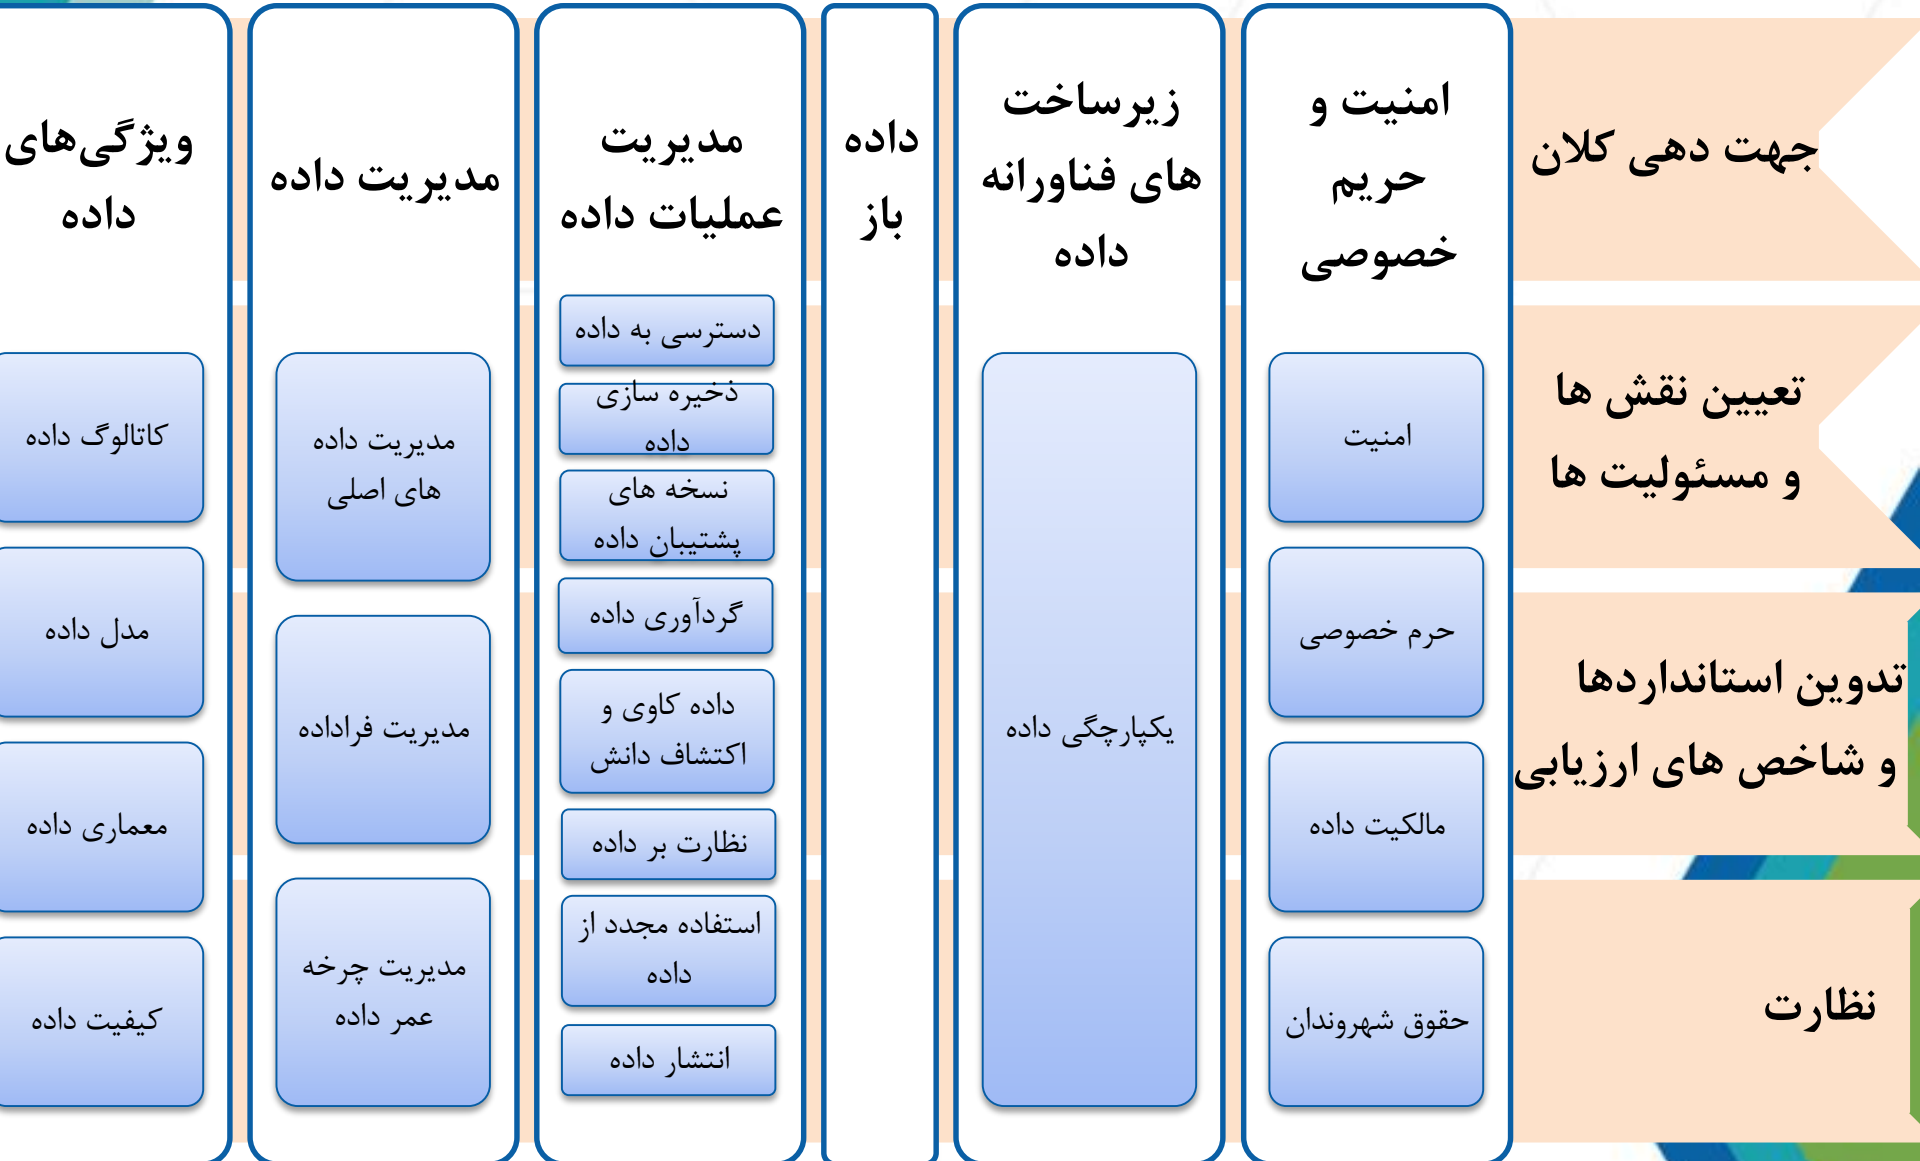 جهت دهی کلان
تعیین نقش ها
و مسئولیت ها
تدوین استانداردها
و شاخص های ارزیابی
نظارت
امنیت و
حریم
خصوصی
امنیت
حرم خصوصی
مالکیت داده
حقوق شهروندان
زیرساخت
های فناورانه
داده
یکپارچگی داده
داده
باز
مدیریت
عملیات داده
دسترسی به داده
ذخیره سازی
داده
نسخه های
پشتیبان داده
گردآوری داده
داده کاوی و
اکتشاف دانش
نظارت بر داده
استفاده مجدد از
داده
انتشار داده
مدیریت داده
مدیریت داده
های اصلی
مدیریت فراداده
مدیریت چرخه
عمر داده
ویژگی‌های
داده
کاتالوگ داده
مدل داده
معماری داده
کیفیت داده